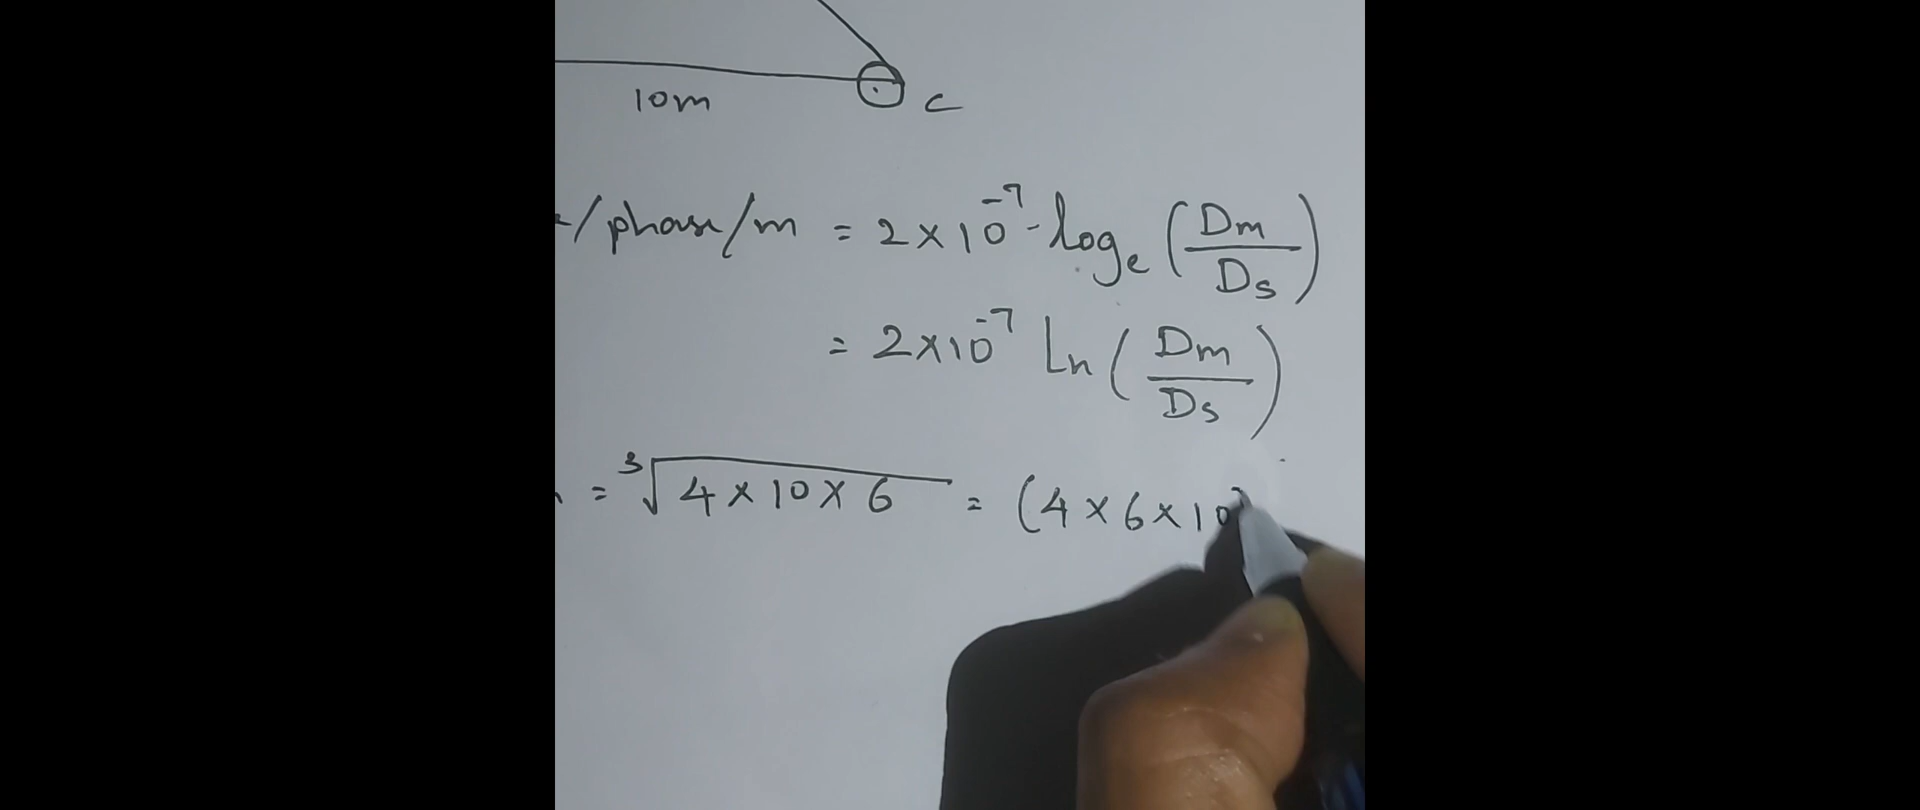 10m
C
/phase/m = 2×10⁻⁷ logₑ (Dm/Ds)
= 2×10⁻⁷ Ln (Dm/Ds)
= ³√4×10×6 = (4×6×10)